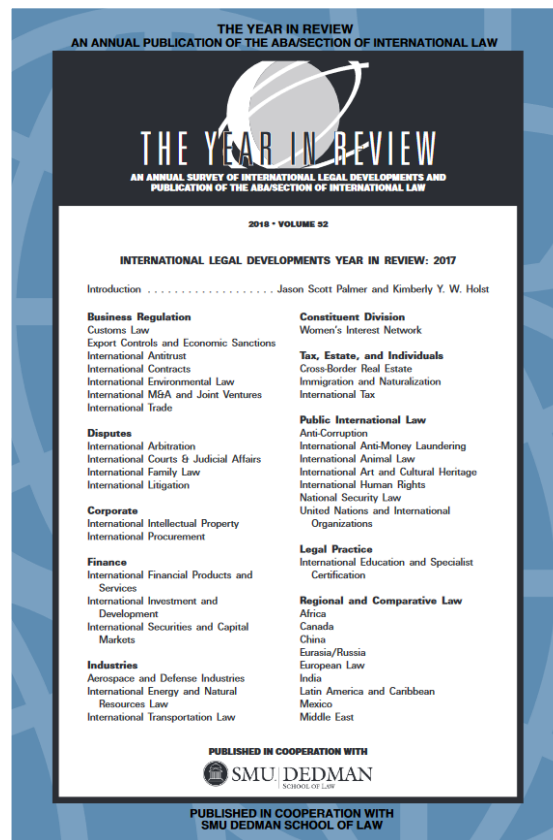 THE YEAR IN REVIEW
AN ANNUAL PUBLICATION OF THE ABA/SECTION OF INTERNATIONAL LAW
THE YEAR IN REVIEW
AN ANNUAL SURVEY OF INTERNATIONAL LEGAL DEVELOPMENTS AND
PUBLICATION OF THE ABA/SECTION OF INTERNATIONAL LAW
2018 • VOLUME 52
INTERNATIONAL LEGAL DEVELOPMENTS YEAR IN REVIEW: 2017
Introduction . . . . . . . . . . . . . . . . . . . Jason Scott Palmer and Kimberly Y. W. Holst
Business Regulation
Customs Law
Export Controls and Economic Sanctions
International Antitrust
International Contracts
International Environmental Law
International M&A and Joint Ventures
International Trade
Disputes
International Arbitration
International Courts & Judicial Affairs
International Family Law
International Litigation
Corporate
International Intellectual Property
International Procurement
Finance
International Financial Products and
Services
International Investment and
Development
International Securities and Capital
Markets
Industries
Aerospace and Defense Industries
International Energy and Natural
Resources Law
International Transportation Law
Constituent Division
Women's Interest Network
Tax, Estate, and Individuals
Cross-Border Real Estate
Immigration and Naturalization
International Tax
Public International Law
Anti-Corruption
International Anti-Money Laundering
International Animal Law
International Art and Cultural Heritage
International Human Rights
National Security Law
United Nations and International
Organizations
Legal Practice
International Education and Specialist
Certification
Regional and Comparative Law
Africa
Canada
China
Eurasia/Russia
European Law
India
Latin America and Caribbean
Mexico
Middle East
PUBLISHED IN COOPERATION WITH
SMU DEDMAN
SCHOOL OF LAW
PUBLISHED IN COOPERATION WITH
SMU DEDMAN SCHOOL OF LAW